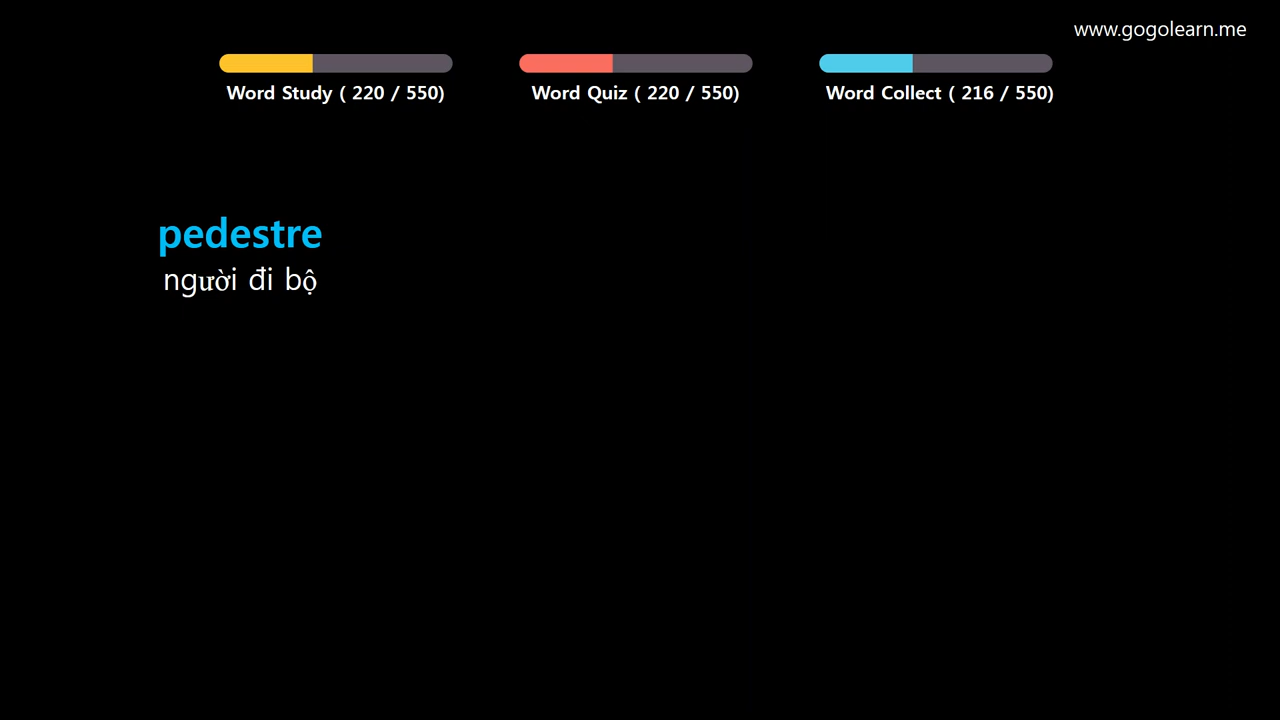 www.gogolearn.me
Word Study ( 220 / 550)
Word Quiz ( 220 / 550)
Word Collect ( 216 / 550)
pedestre
người đi bộ